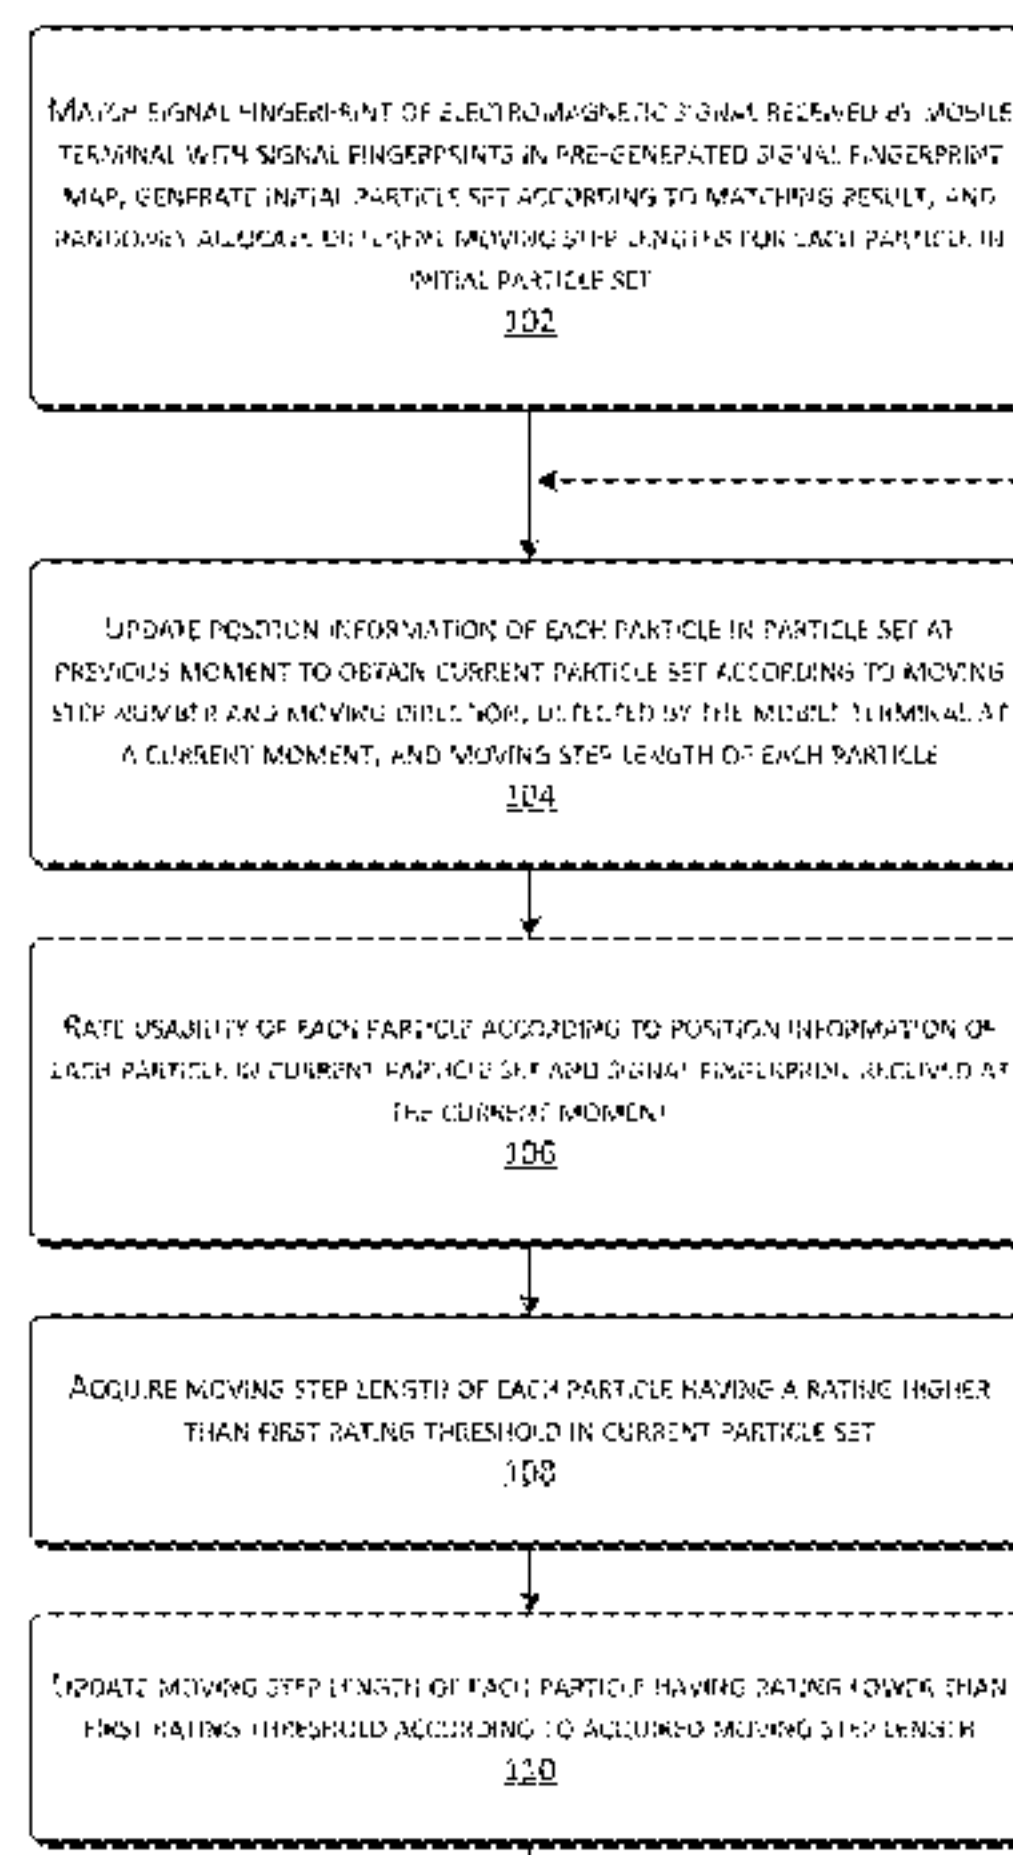 MATCH SIGNAL FINGERPRINT OF ELECTROMAGNETIC SIGNAL RECEIVED BY MOBILE
TERMINAL WITH SIGNAL FINGERPRINTS IN PRE-GENERATED SIGNAL FINGERPRINT
MAP, GENERATE INITIAL PARTICLE SET ACCORDING TO MATCHING RESULT, AND
RANDOMLY ALLOCATE DIFFERENT MOVING STEP LENGTHS FOR EACH PARTICLE IN
INITIAL PARTICLE SET
102
UPDATE POSITION INFORMATION OF EACH PARTICLE IN PARTICLE SET AT
PREVIOUS MOMENT TO OBTAIN CURRENT PARTICLE SET ACCORDING TO MOVING
STEP NUMBER AND MOVING DIRECTION, DETECTED BY THE MOBILE TERMINAL AT
A CURRENT MOMENT, AND MOVING STEP LENGTH OF EACH PARTICLE
104
RATE USABILITY OF EACH PARTICLE ACCORDING TO POSITION INFORMATION OF
EACH PARTICLE IN CURRENT PARTICLE SET AND SIGNAL FINGERPRINT RECEIVED AT
THE CURRENT MOMENT
106
ACQUIRE MOVING STEP LENGTH OF EACH PARTICLE HAVING A RATING HIGHER
THAN FIRST RATING THRESHOLD IN CURRENT PARTICLE SET
108
UPDATE MOVING STEP LENGTH OF EACH PARTICLE HAVING RATING LOWER THAN
FIRST RATING THRESHOLD ACCORDING TO ACQUIRED MOVING STEP LENGTH
110